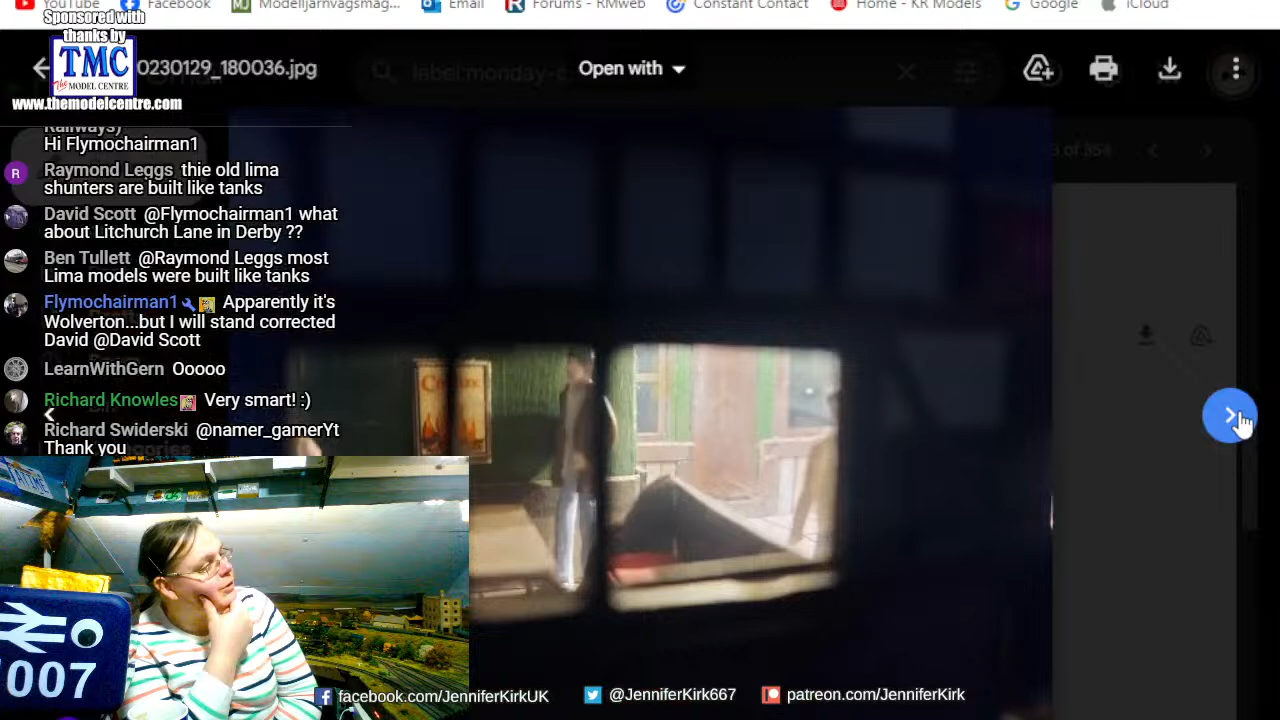 YouTube
Facebook
Modelljärnvägsmag...
Email
Forums - RMweb
Constant Contact
Home - KR Models
Google
iCloud
Sponsored with
thanks by
TMC
The MODEL CENTRE
www.themodelcentre.com
0230129_180036.jpg
Open with
Railways)
Hi Flymochairman1
R
Raymond Leggs thie old lima
shunters are built like tanks
David Scott @Flymochairman1 what
about Litchurch Lane in Derby ??
Ben Tullett @Raymond Leggs most
Lima models were built like tanks
Flymochairman1 Apparently it's
Wolverton...but I will stand corrected
David @David Scott
LearnWithGern Ooooo
Richard Knowles Very smart! :)
Richard Swiderski @namer_gamerYt
Thank you
007
facebook.com/JenniferKirkUK
@JenniferKirk667
patreon.com/JenniferKirk